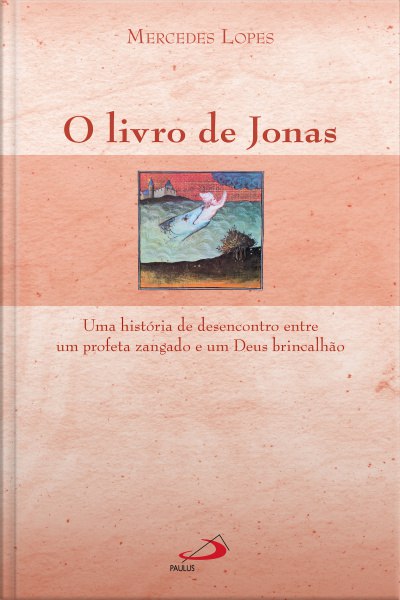 MERCEDES LOPES
O livro de Jonas
Uma história de desencontro entre
um profeta zangado e um Deus brincalhão
PAULUS